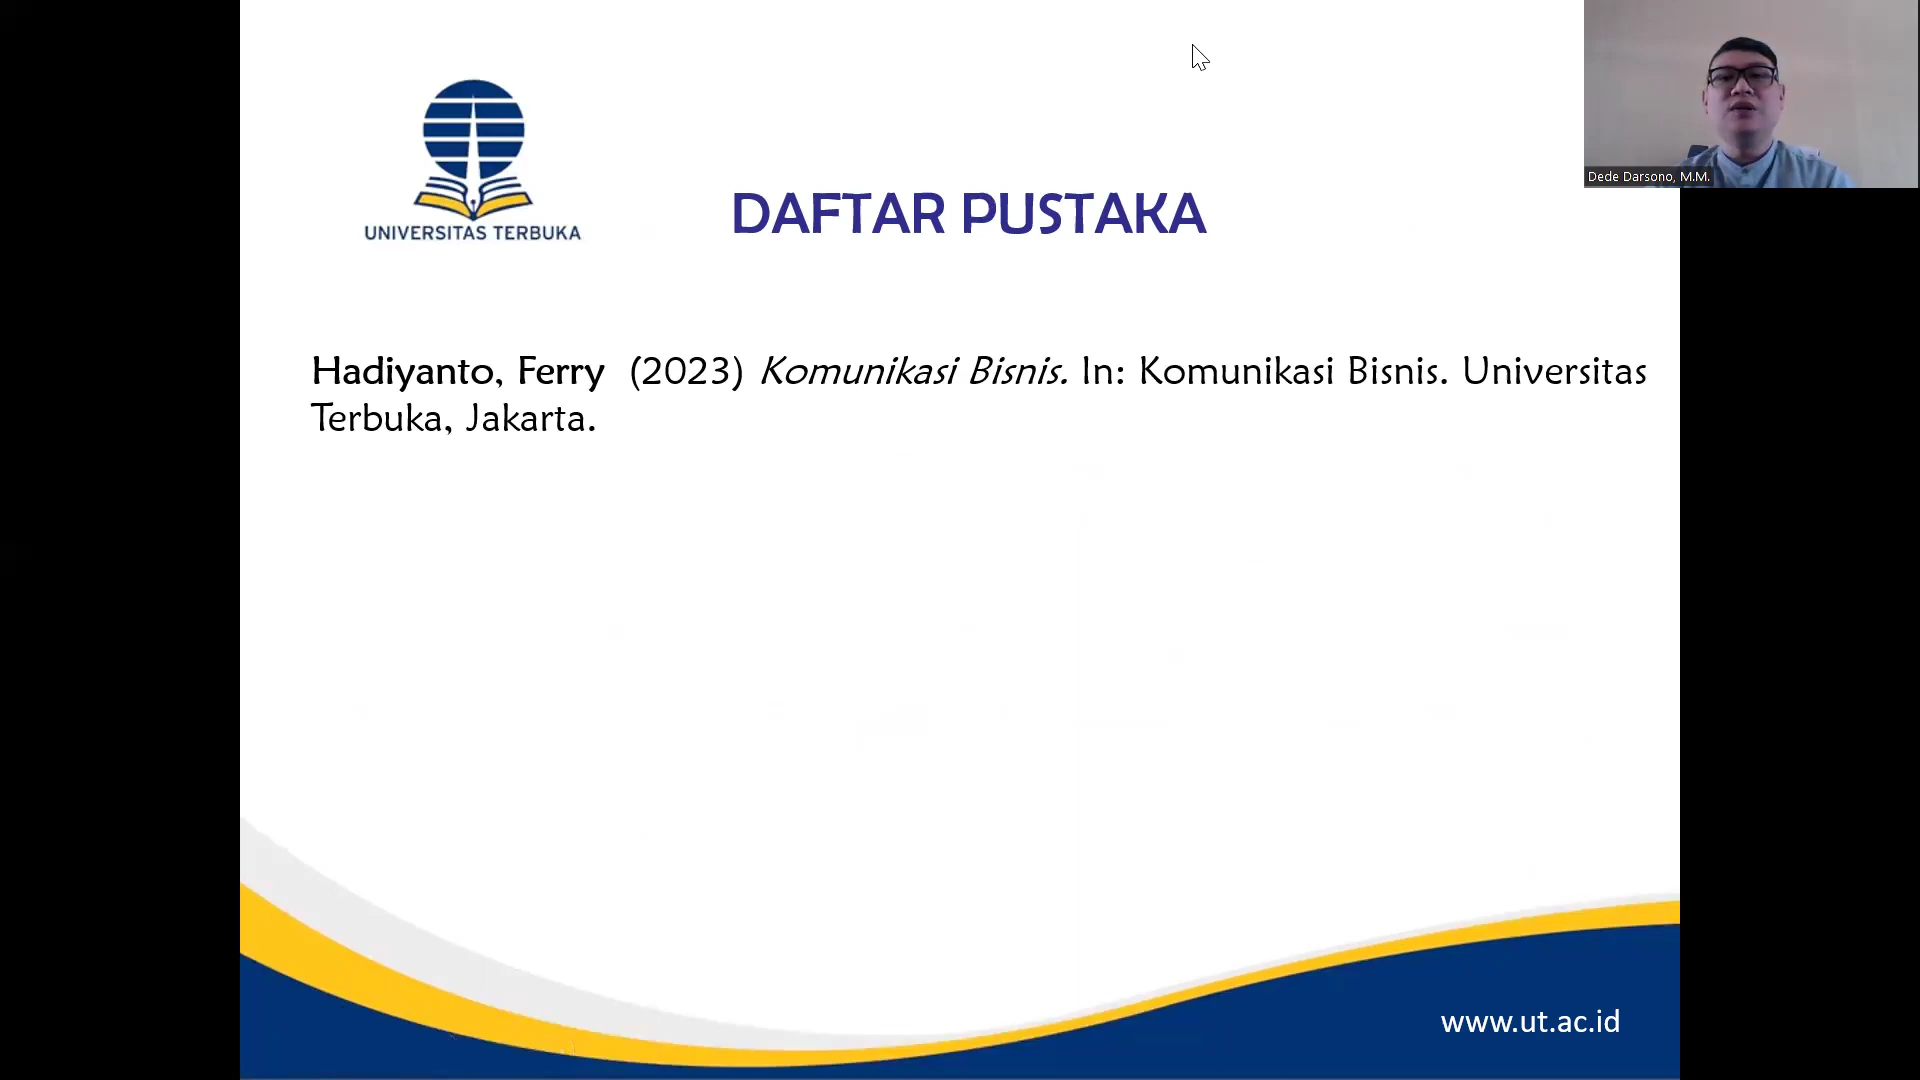 UNIVERSITAS TERBUKA
DAFTAR PUSTAKA
Dede Darsono, M.M.
Hadiyanto, Ferry (2023) Komunikasi Bisnis. In: Komunikasi Bisnis. Universitas
Terbuka, Jakarta.
www.ut.ac.id